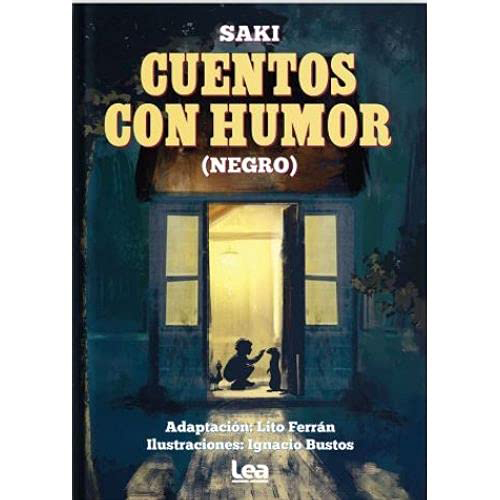 SAKI
CUENTOS
CON HUMOR
(NEGRO)
Adaptación: Lito Ferrán
Ilustraciones: Ignacio Bustos
Lea